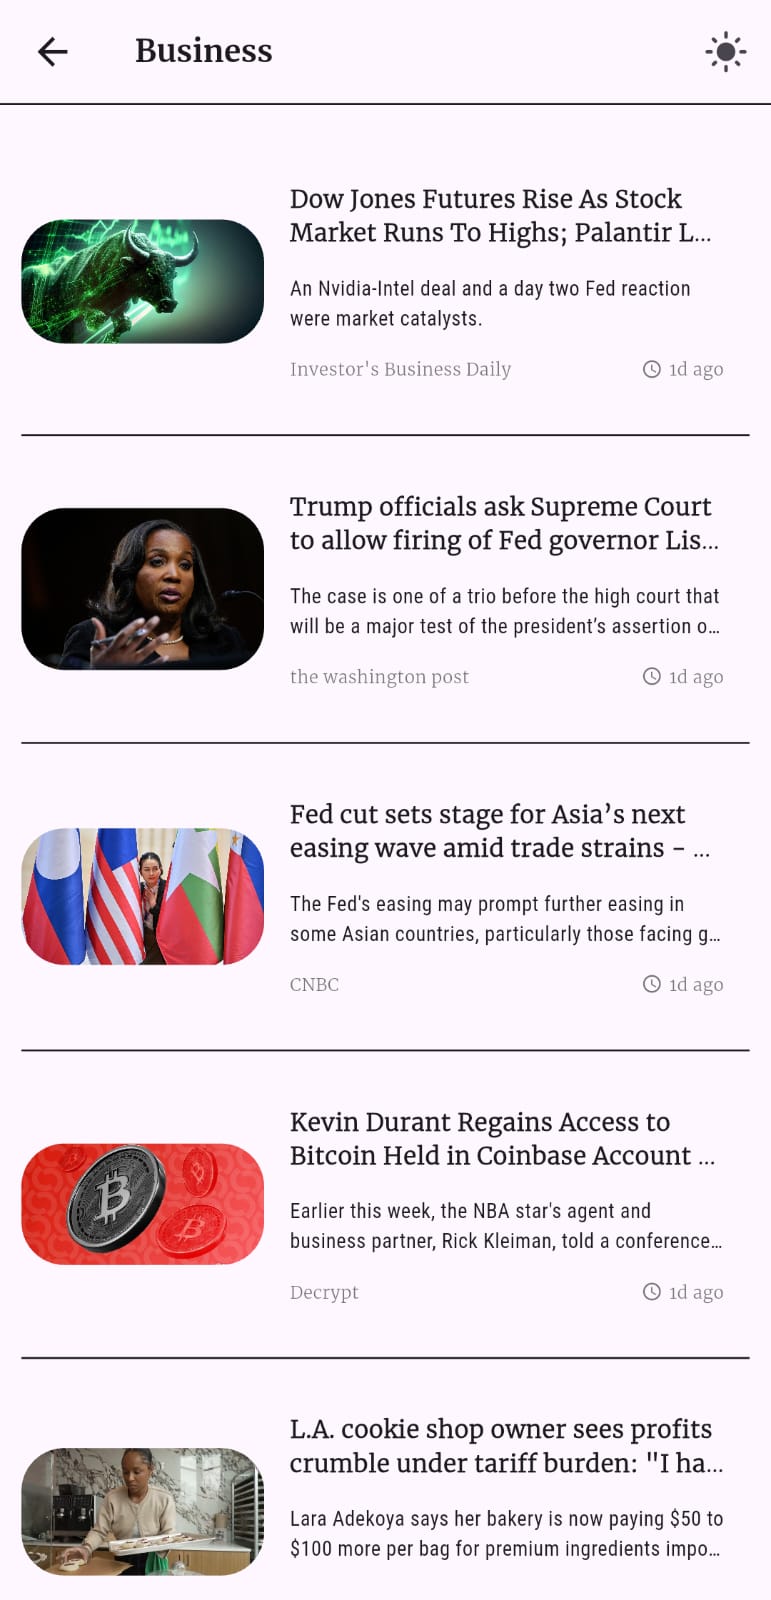 Business
Dow Jones Futures Rise As Stock
Market Runs To Highs; Palantir L...
An Nvidia-Intel deal and a day two Fed reaction
were market catalysts.
Investor's Business Daily
1d ago
Trump officials ask Supreme Court
to allow firing of Fed governor Lis...
The case is one of a trio before the high court that
will be a major test of the president’s assertion o...
the washington post
1d ago
Fed cut sets stage for Asia’s next
easing wave amid trade strains - ...
The Fed's easing may prompt further easing in
some Asian countries, particularly those facing g...
CNBC
1d ago
Kevin Durant Regains Access to
Bitcoin Held in Coinbase Account ...
Earlier this week, the NBA star's agent and
business partner, Rick Kleiman, told a conference...
Decrypt
1d ago
L.A. cookie shop owner sees profits
crumble under tariff burden: "I ha...
Lara Adekoya says her bakery is now paying $50 to
$100 more per bag for premium ingredients impo...